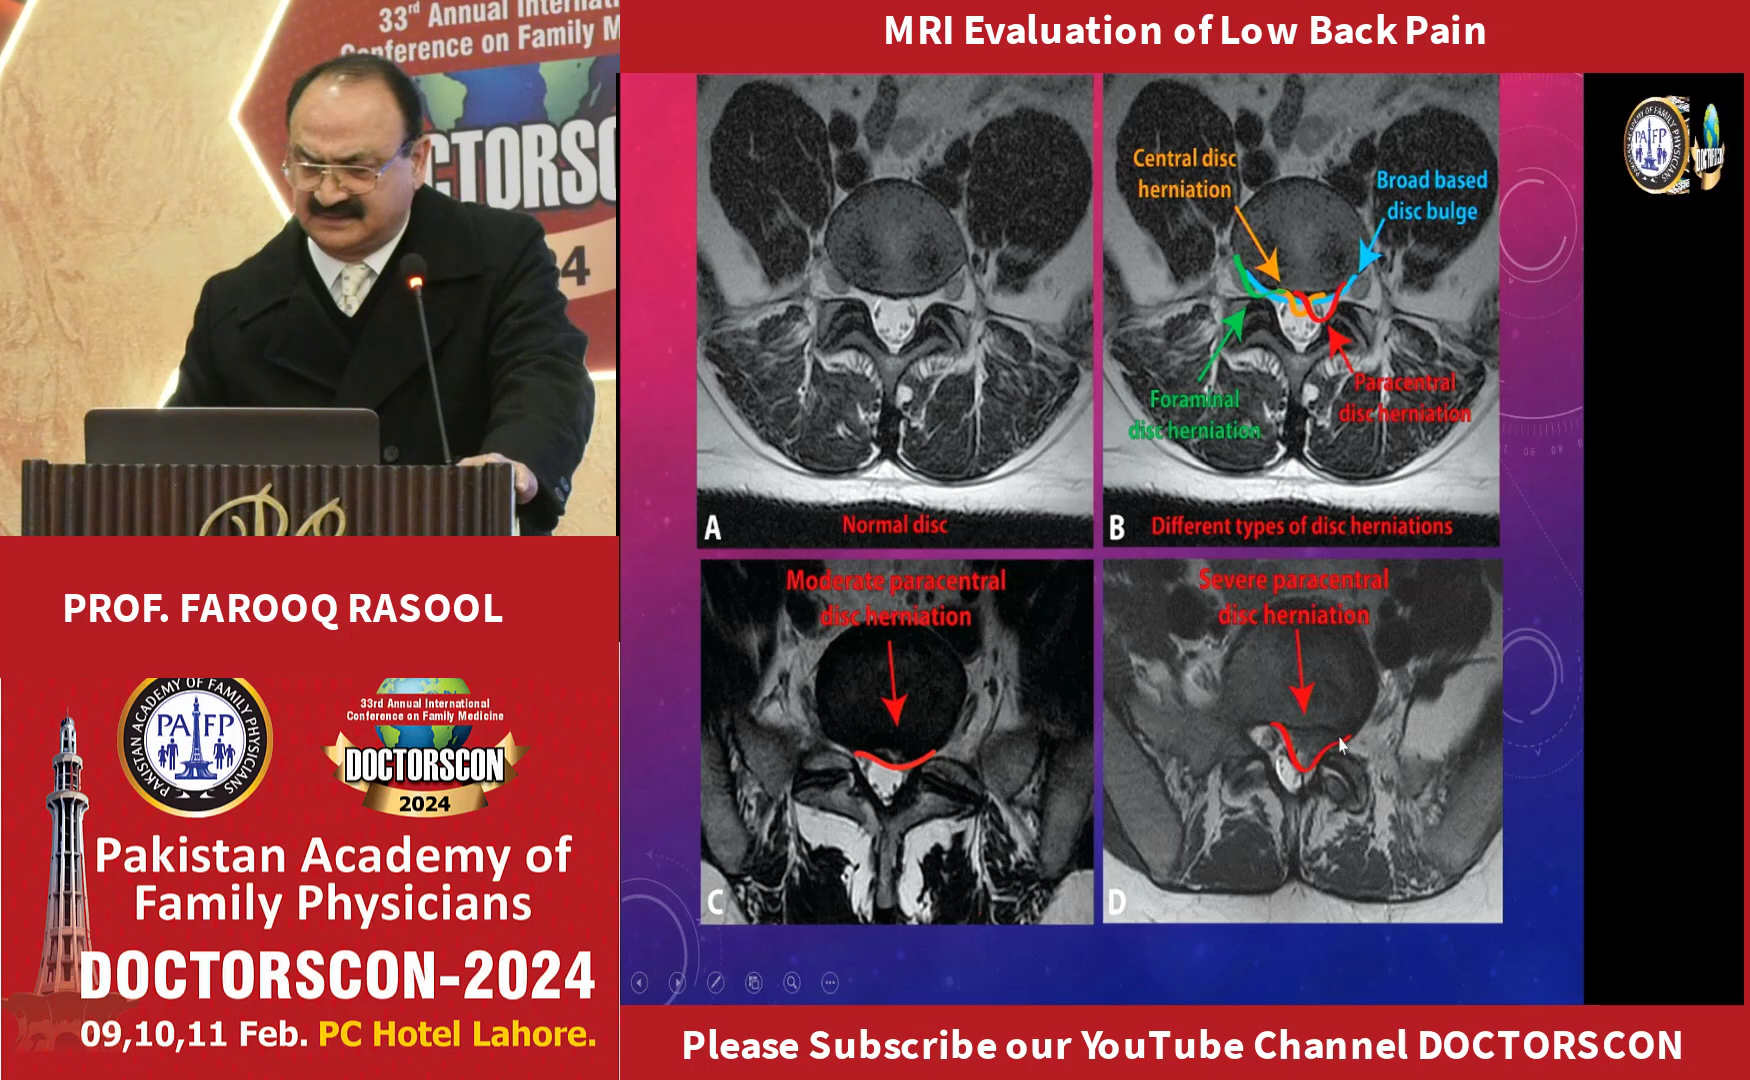 33rd Annual Internati
Conference on Family M
CTORSC
24
PROF. FAROOQ RASOOL
PAKISTAN ACADEMY OF FAMILY PHYSICIANS
PAFP
33rd Annual International
Conference on Family Medicine
DOCTORSCON
2024
Pakistan Academy of
Family Physicians
DOCTORSCON-2024
09,10,11 Feb. PC Hotel Lahore.
MRI Evaluation of Low Back Pain
A
Normal disc
Central disc
herniation
Broad based
disc bulge
Foraminal
disc herniation
Paracentral
disc herniation
B
Different types of disc herniations
Moderate paracentral
disc herniation
C
Severe paracentral
disc herniation
D
PAFP
Please Subscribe our YouTube Channel DOCTORSCON